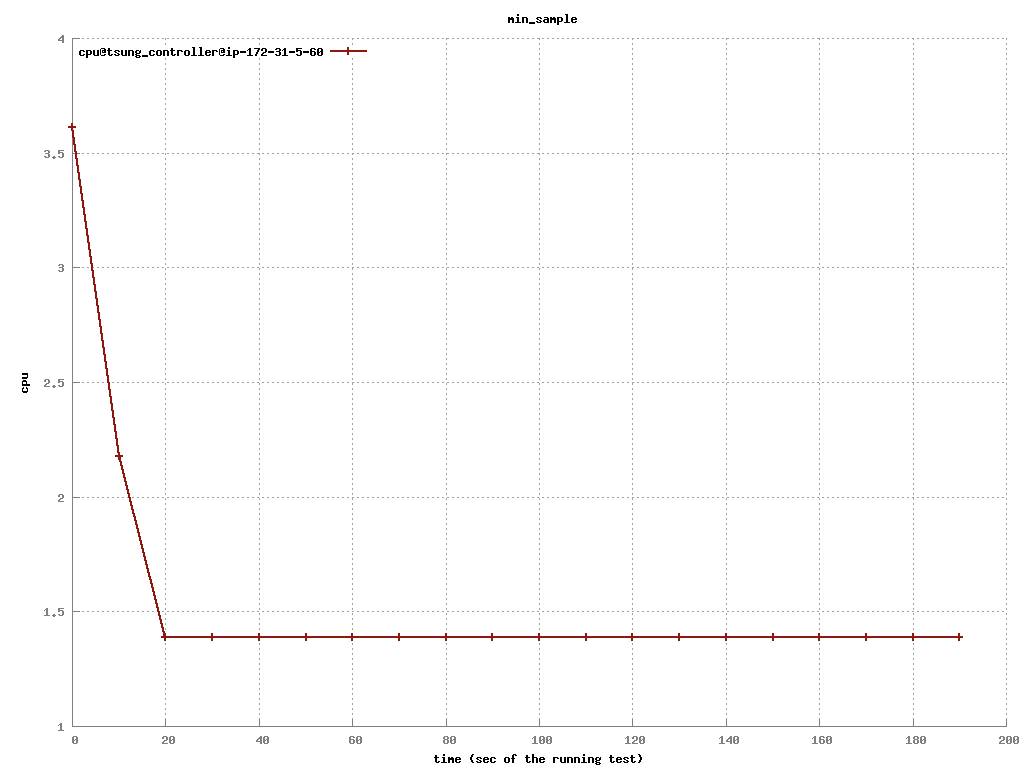 min_sample
cpu@tsung_controller@ip-172-31-5-60
4
3.5
3
2.5
2
1.5
1
cpu
0 20 40 60 80 100 120 140 160 180 200
time (sec of the running test)